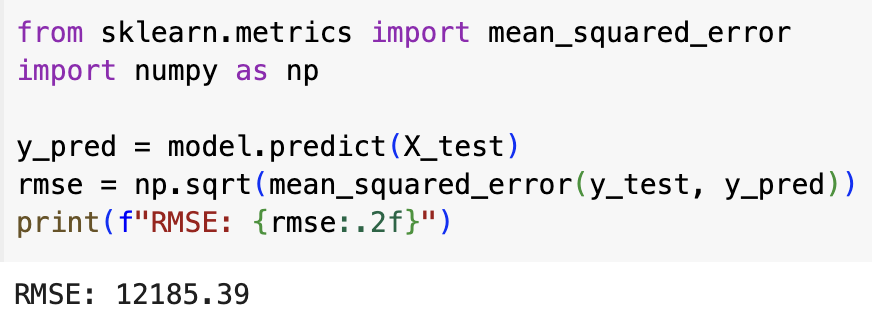 from sklearn.metrics import mean_squared_error
import numpy as np
y_pred = model.predict(X_test)
rmse = np.sqrt(mean_squared_error(y_test, y_pred))
print(f"RMSE: {rmse:.2f}")
RMSE: 12185.39